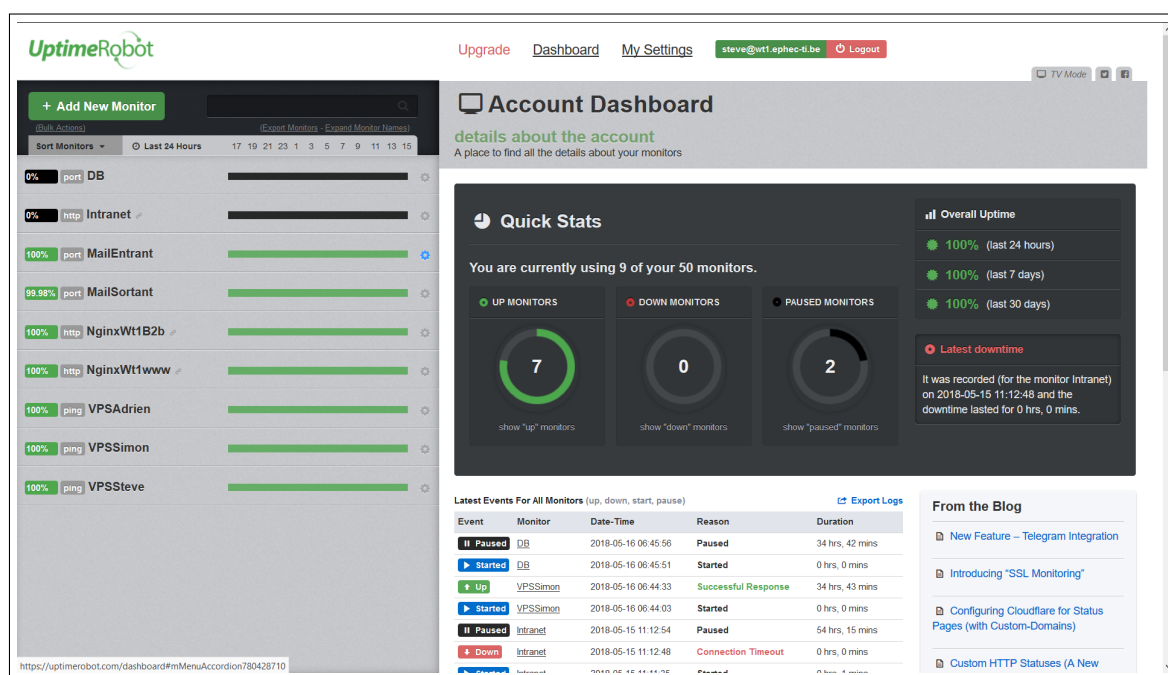 UptimeRobot
Upgrade Dashboard My Settings steve@wt1.ephec-ti.be Logout
TV Mode
+ Add New Monitor
(Bulk Actions) (Export Monitors - Expand Monitor Names)
Sort Monitors Last 24 Hours 17 19 21 23 1 3 5 7 9 11 13 15
0% port DB
0% http Intranet
100% port MailEntrant
99.98% port MailSortant
100% http NginxWt1B2b
100% http NginxWt1www
100% ping VPSAdrien
100% ping VPSSimon
100% ping VPSSteve
https://uptimerobot.com/dashboard#mMenuAccordion780428710
Account Dashboard
details about the account
A place to find all the details about your monitors
Quick Stats
You are currently using 9 of your 50 monitors.
UP MONITORS DOWN MONITORS PAUSED MONITORS
7 0 2
show "up" monitors show "down" monitors show "paused" monitors
Overall Uptime
100% (last 24 hours)
100% (last 7 days)
100% (last 30 days)
Latest downtime
It was recorded (for the monitor Intranet)
on 2018-05-15 11:12:48 and the
downtime lasted for 0 hrs, 0 mins.
Latest Events For All Monitors (up, down, start, pause) Export Logs
Event Monitor Date-Time Reason Duration
Paused DB 2018-05-16 06:45:56 Paused 34 hrs, 42 mins
Started DB 2018-05-16 06:45:51 Started 0 hrs, 0 mins
Up VPSSimon 2018-05-16 06:44:33 Successful Response 34 hrs, 43 mins
Started VPSSimon 2018-05-16 06:44:03 Started 0 hrs, 0 mins
Paused Intranet 2018-05-15 11:12:54 Paused 54 hrs, 15 mins
Down Intranet 2018-05-15 11:12:48 Connection Timeout 0 hrs, 0 mins
Started Intranet 2018-05-15 11:11:35 Started 0 hrs, 1 mins
From the Blog
New Feature – Telegram Integration
Introducing “SSL Monitoring”
Configuring Cloudflare for Status
Pages (with Custom-Domains)
Custom HTTP Statuses (A New